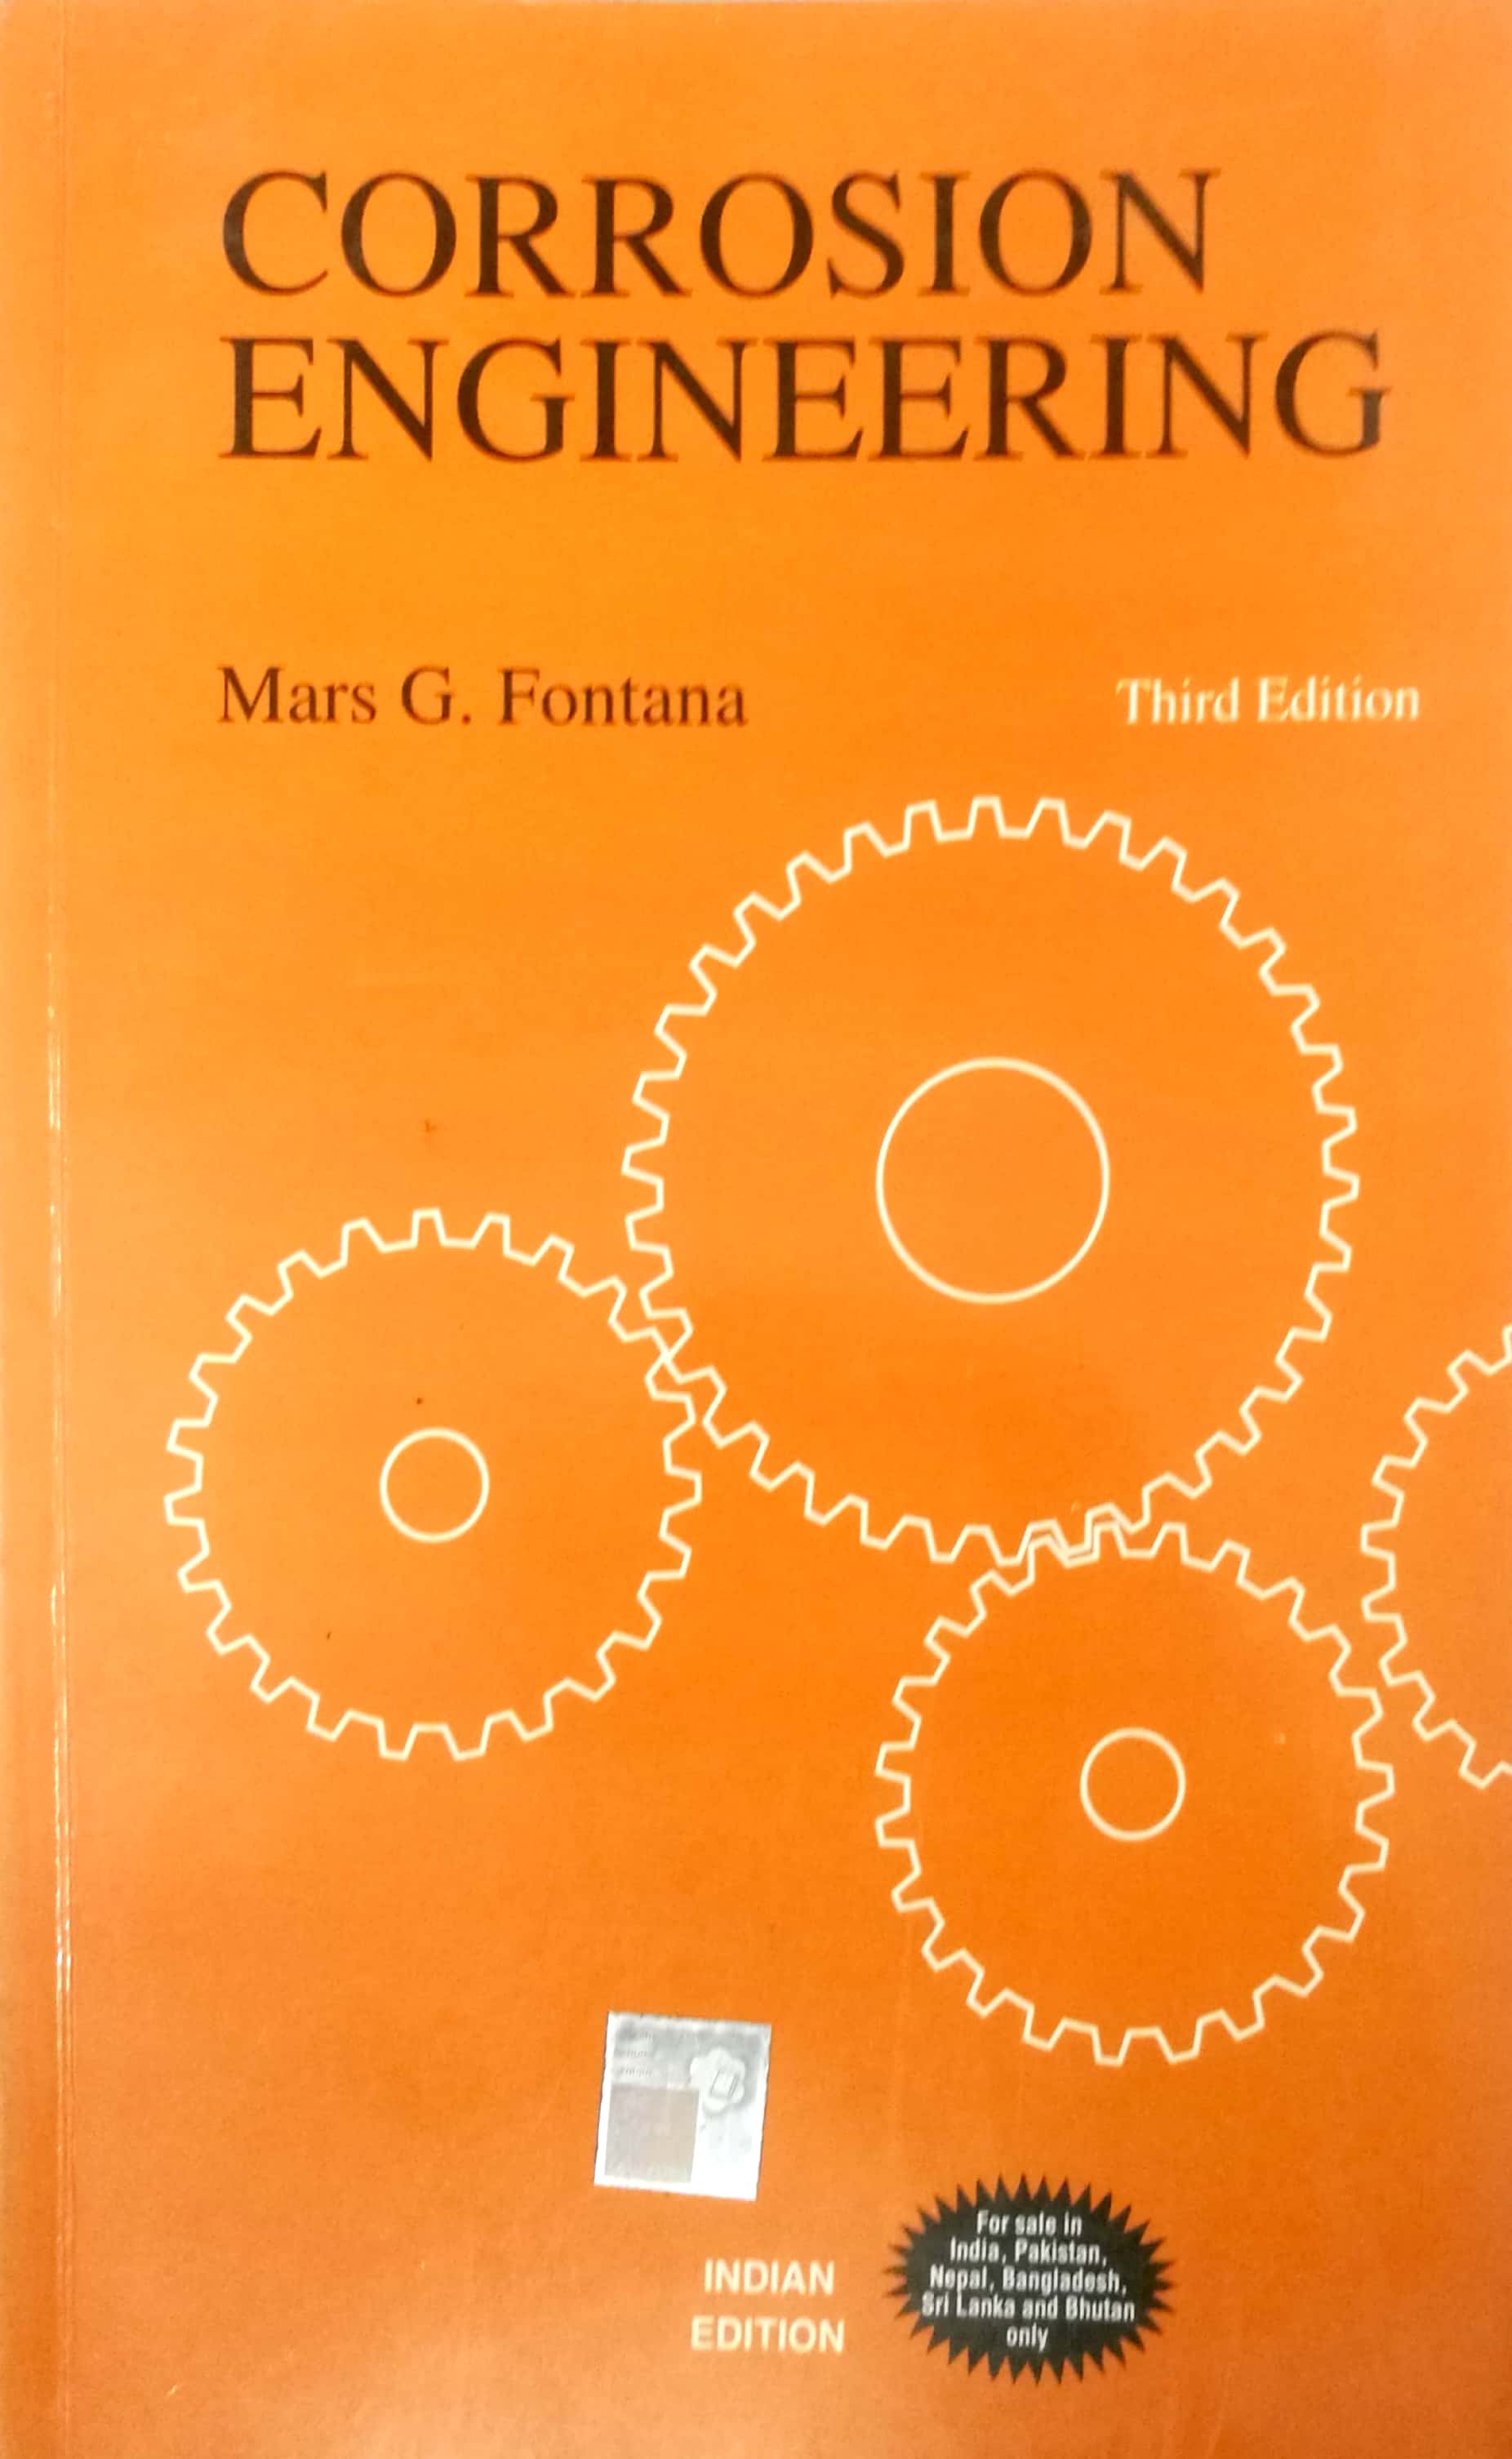 CORROSION
ENGINEERING
Mars G. Fontana
Third Edition
INDIAN
EDITION
For sale in
India, Pakistan,
Nepal, Bangladesh,
Sri Lanka and Bhutan
only